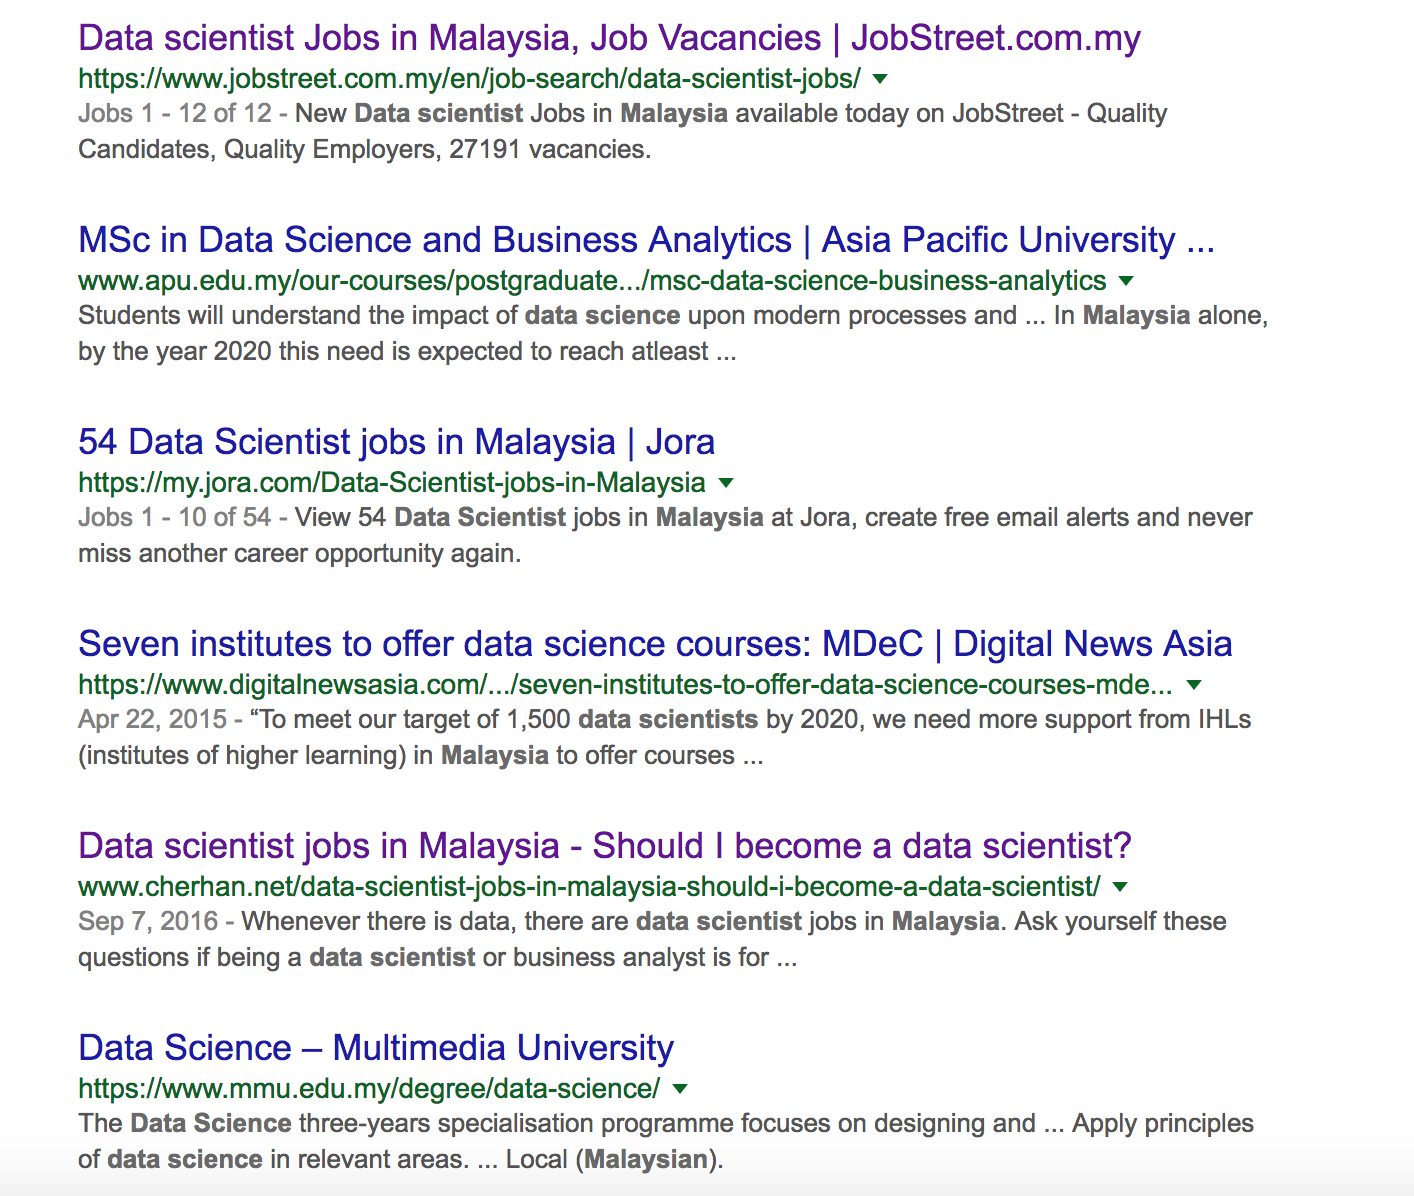 Data scientist Jobs in Malaysia, Job Vacancies | JobStreet.com.my
https://www.jobstreet.com.my/en/job-search/data-scientist-jobs/
Jobs 1 - 12 of 12 - New Data scientist Jobs in Malaysia available today on JobStreet - Quality
Candidates, Quality Employers, 27191 vacancies.
MSc in Data Science and Business Analytics | Asia Pacific University ...
www.apu.edu.my/our-courses/postgraduate.../msc-data-science-business-analytics
Students will understand the impact of data science upon modern processes and ... In Malaysia alone,
by the year 2020 this need is expected to reach atleast ...
54 Data Scientist jobs in Malaysia | Jora
https://my.jora.com/Data-Scientist-jobs-in-Malaysia
Jobs 1 - 10 of 54 - View 54 Data Scientist jobs in Malaysia at Jora, create free email alerts and never
miss another career opportunity again.
Seven institutes to offer data science courses: MDeC | Digital News Asia
https://www.digitalnewsasia.com/.../seven-institutes-to-offer-data-science-courses-mde...
Apr 22, 2015 - “To meet our target of 1,500 data scientists by 2020, we need more support from IHLs
(institutes of higher learning) in Malaysia to offer courses ...
Data scientist jobs in Malaysia - Should I become a data scientist?
www.cherhan.net/data-scientist-jobs-in-malaysia-should-i-become-a-data-scientist/
Sep 7, 2016 - Whenever there is data, there are data scientist jobs in Malaysia. Ask yourself these
questions if being a data scientist or business analyst is for ...
Data Science – Multimedia University
https://www.mmu.edu.my/degree/data-science/
The Data Science three-years specialisation programme focuses on designing and ... Apply principles
of data science in relevant areas. ... Local (Malaysian).